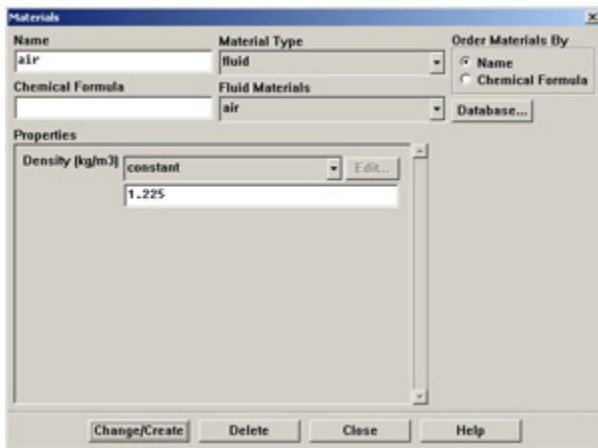 Materials
Name
Material Type
Order Materials By
air
fluid
Name
Chemical Formula
Chemical Formula
Fluid Materials
air
Database...
Properties
Density (kg/m3)
constant
Edit...
1.225
Change/Create
Delete
Close
Help